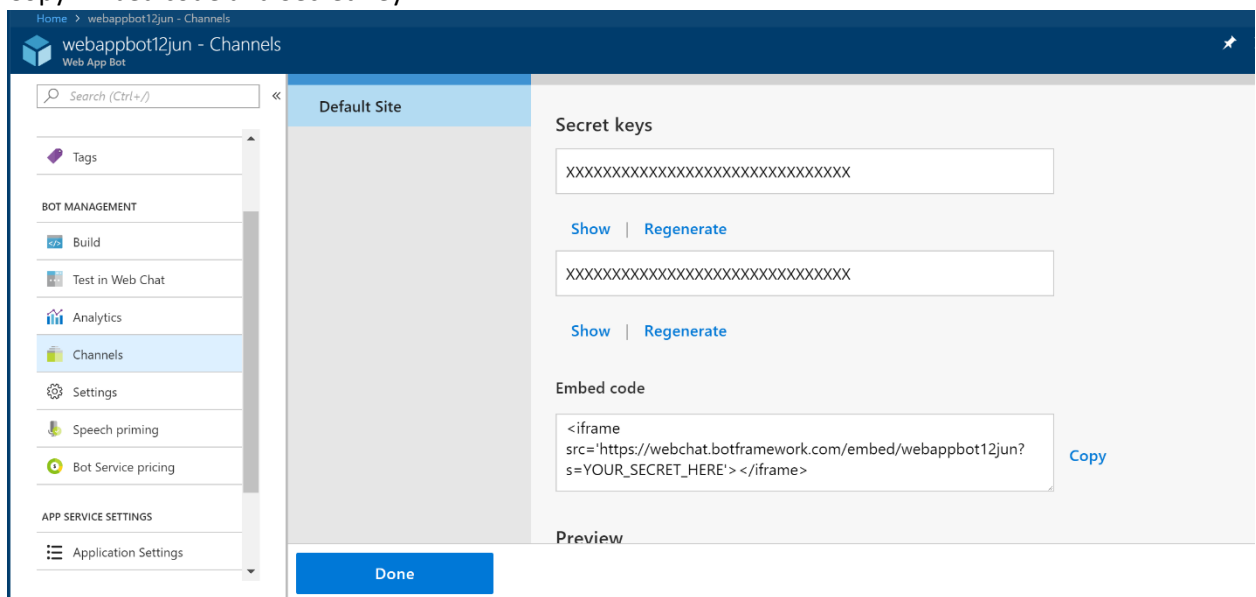 Home > webappbot12jun - Channels
webappbot12jun - Channels
Web App Bot
Search (Ctrl+/)
«
Tags
BOT MANAGEMENT
Build
Test in Web Chat
Analytics
Channels
Settings
Speech priming
Bot Service pricing
APP SERVICE SETTINGS
Application Settings
Default Site
Secret keys
XXXXXXXXXXXXXXXXXXXXXXXXXXXXXXX
Show | Regenerate
XXXXXXXXXXXXXXXXXXXXXXXXXXXXXXX
Show | Regenerate
Embed code
<iframe
src='https://webchat.botframework.com/embed/webappbot12jun?
s=YOUR_SECRET_HERE'></iframe>
Copy
Preview
Done